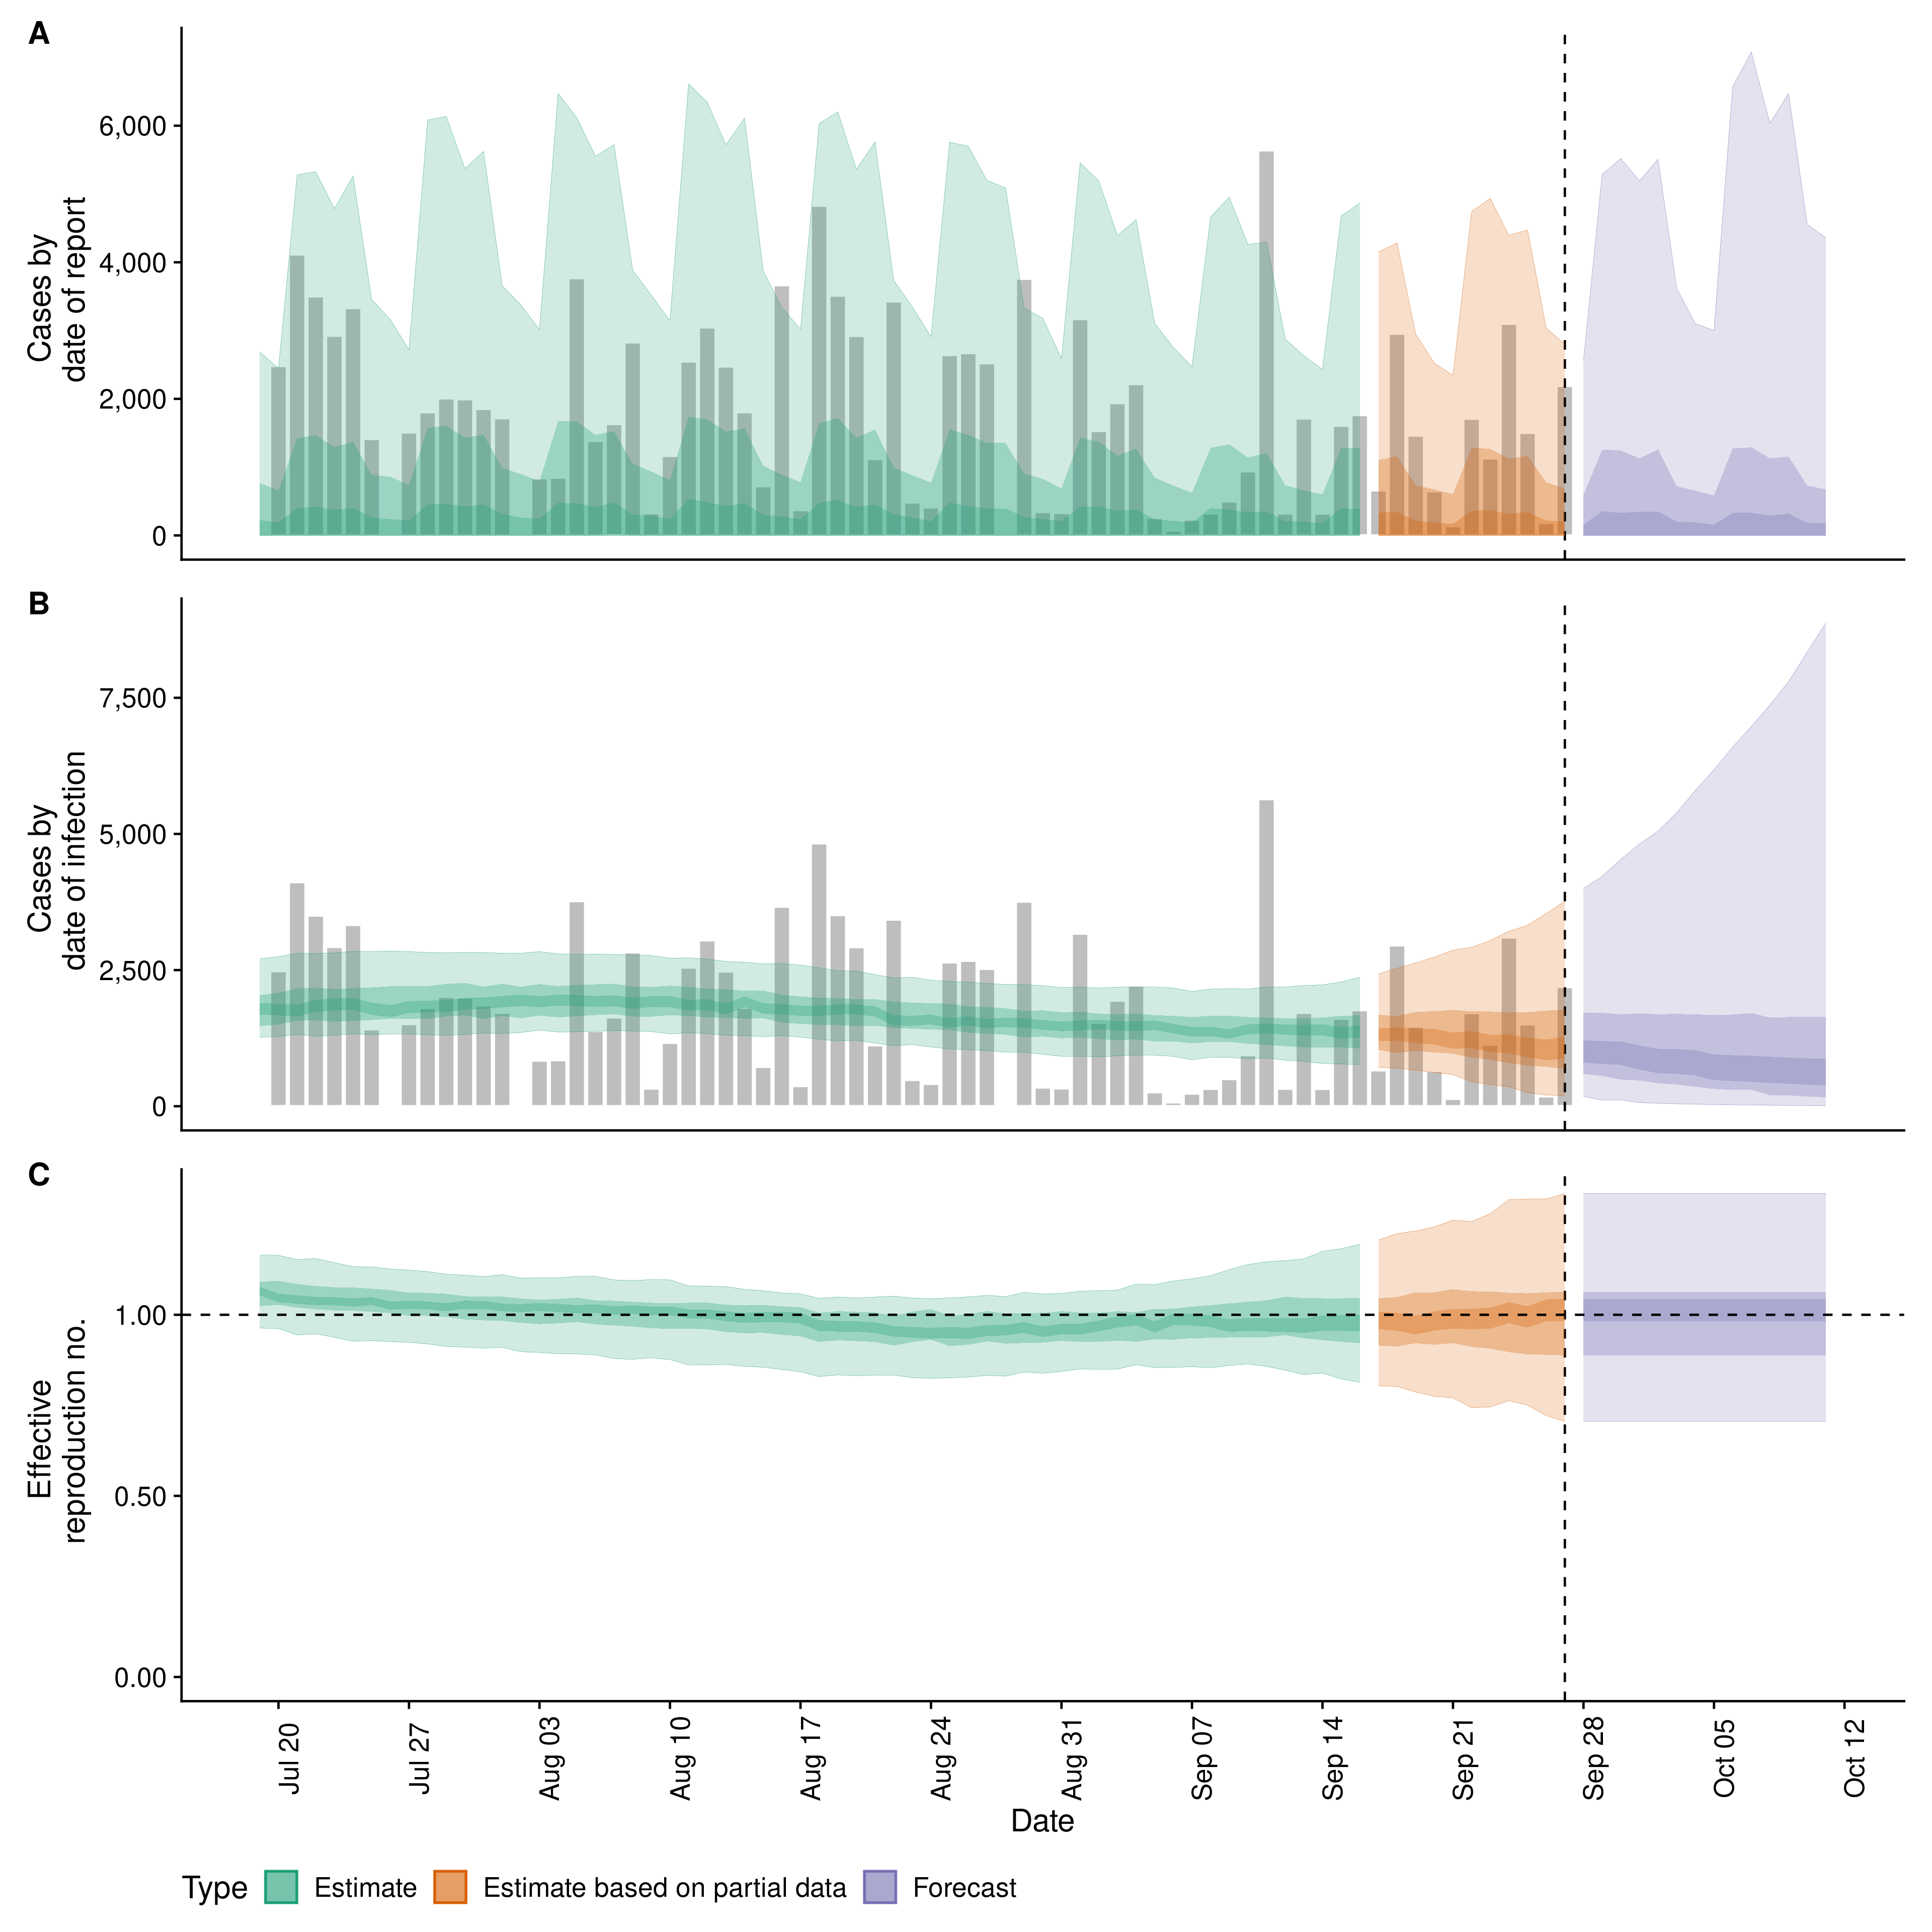 A
Cases by
date of report
6,000
4,000
2,000
0
B
Cases by
date of infection
7,500
5,000
2,500
0
C
Effective
reproduction no.
1.00
0.50
0.00
Jul 20
Jul 27
Aug 03
Aug 10
Aug 17
Aug 24
Aug 31
Sep 07
Sep 14
Sep 21
Sep 28
Oct 05
Oct 12
Date
Type Estimate Estimate based on partial data Forecast